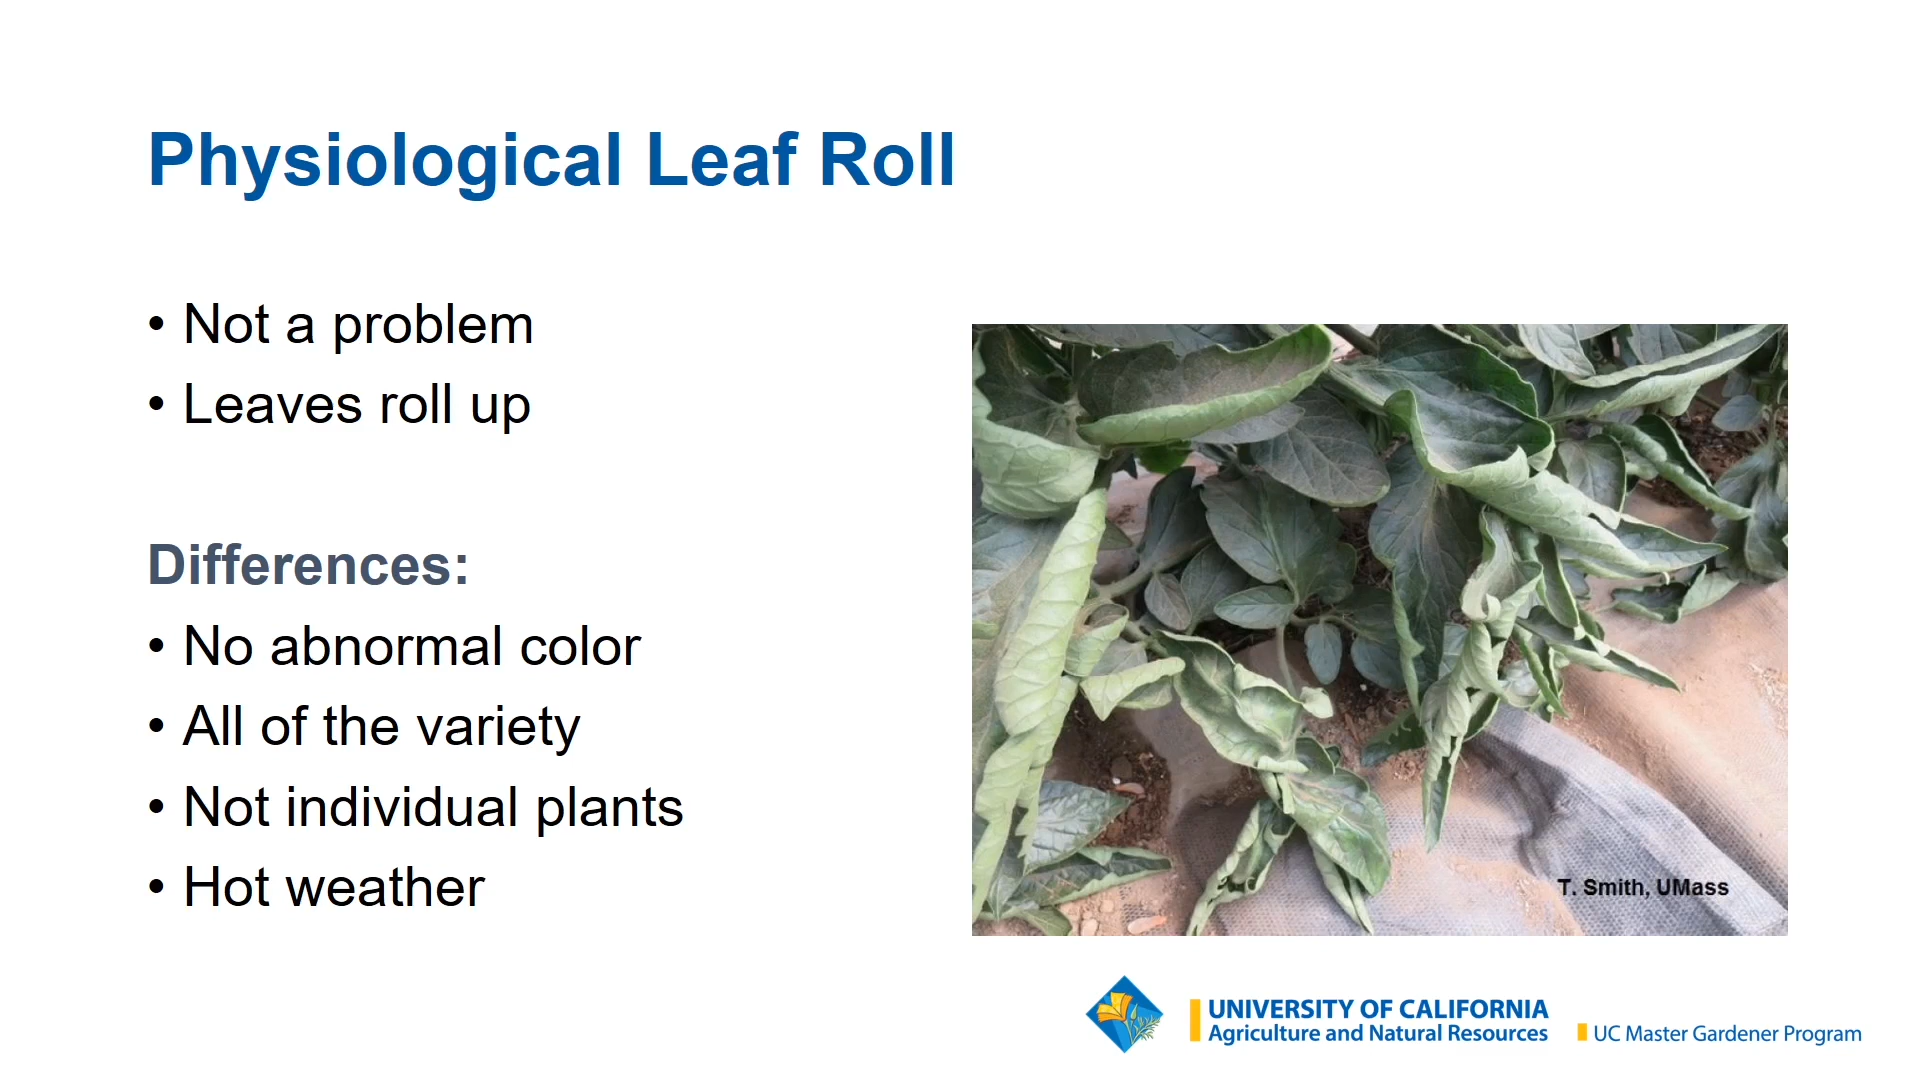 Physiological Leaf Roll
• Not a problem
• Leaves roll up
Differences:
• No abnormal color
• All of the variety
• Not individual plants
• Hot weather
T. Smith, UMass
UNIVERSITY OF CALIFORNIA
Agriculture and Natural Resources
UC Master Gardener Program